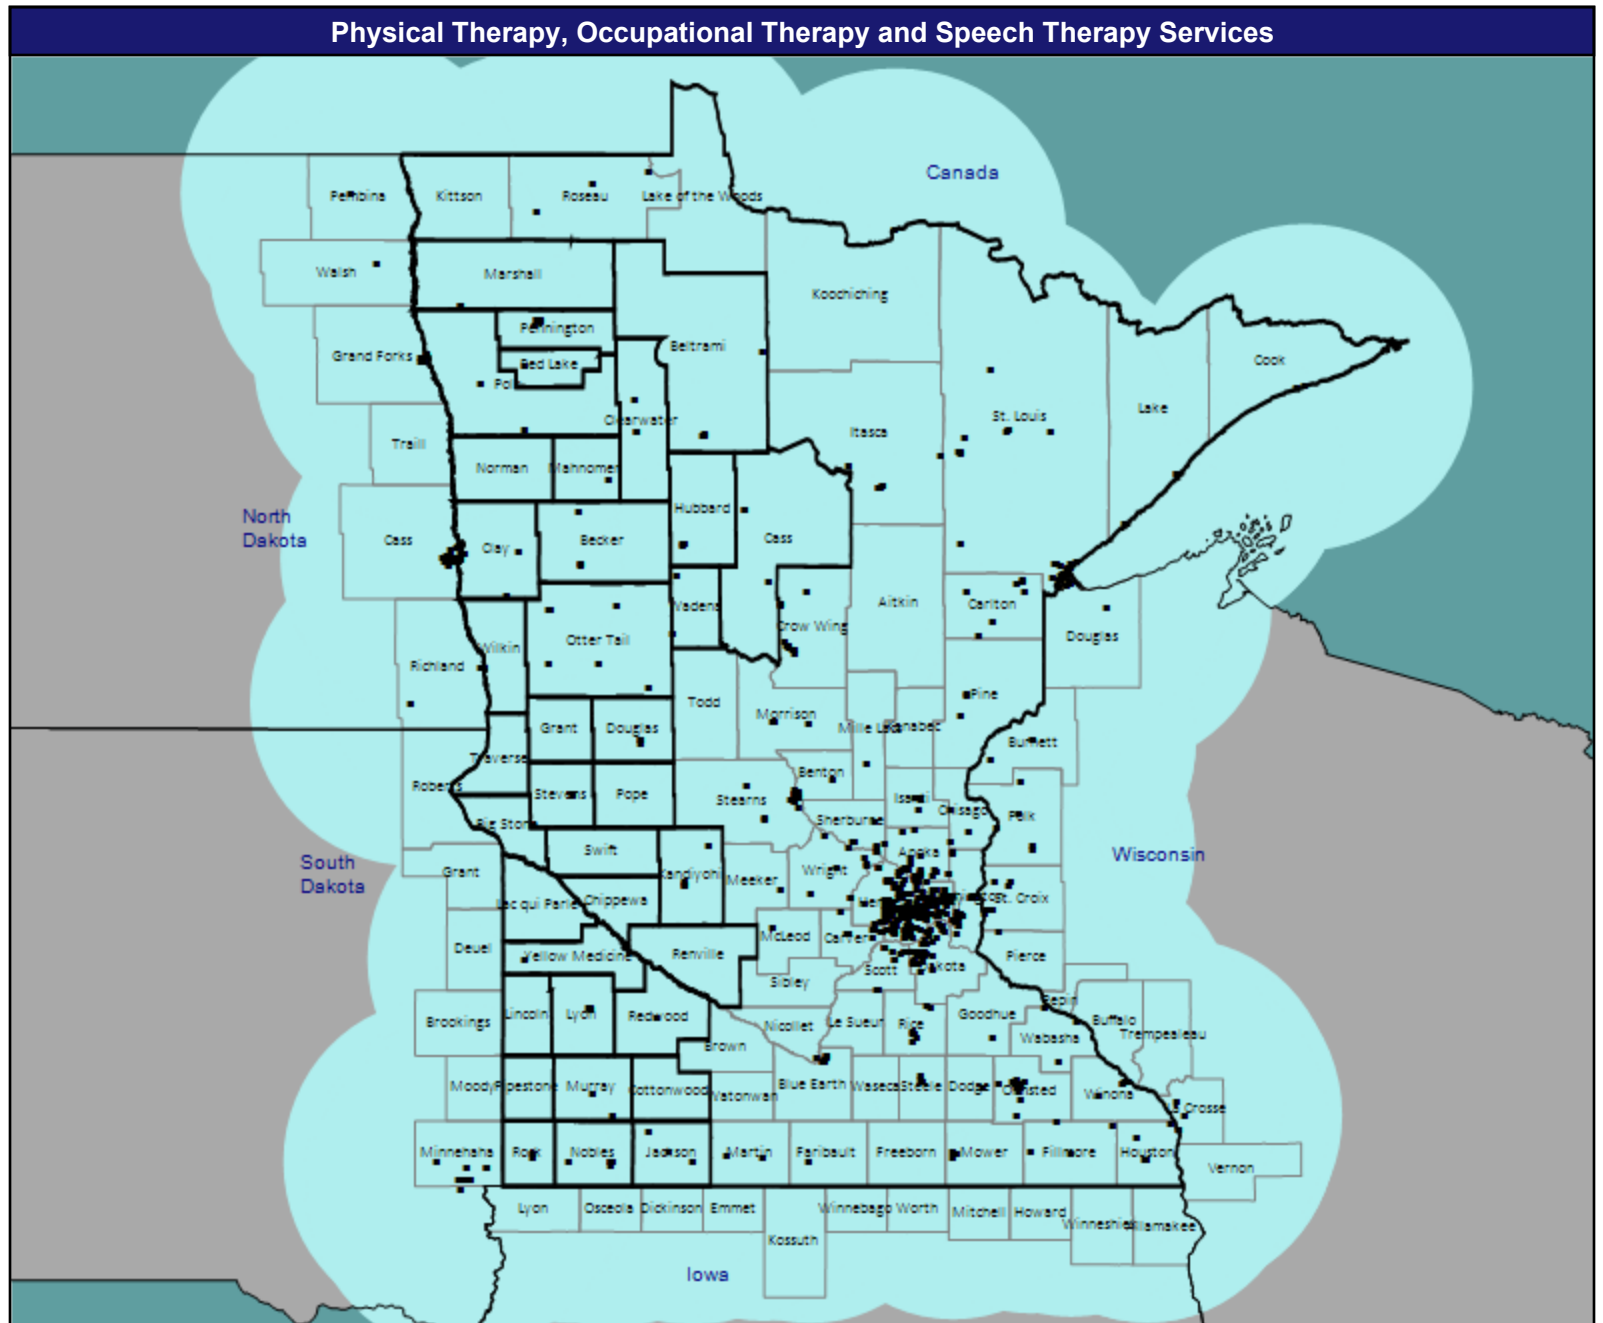 Physical Therapy, Occupational Therapy and Speech Therapy Services
Canada
Pembina
Kittson
Roseau
Lake of the Woods
Walsh
Marshall
Koochiching
Pennington
Beltrami
Grand Forks
Red Lake
Cook
Clearwater
Lake
St. Louis
Itasca
Traill
Norman
Mahnomen
Hubbard
North
Dakota
Cass
Clay
Becker
Cass
Aitkin
Carlton
Crow Wing
Otter Tail
Wilkin
Douglas
Richland
Pine
Todd
Morrison
Grant
Douglas
Burnett
Traverse
Benton
Roberts
Stevens
Pope
Stearns
Isanti
Chisago
Big Stone
Sherburne
Polk
Swift
Anoka
Wisconsin
South
Dakota
Grant
Kandiyohi
Meeker
Wright
Lac qui Parle
Chippewa
St. Croix
McLeod
Carver
Deuel
Yellow Medicine
Renville
Pierce
Scott
Sibley
Lincoln
Lyon
Redwood
Brookings
Nicollet
Le Sueur
Rice
Goodhue
Buffalo
Wabasha
Trempealeau
Brown
Moody
Pipestone
Murray
Cottonwood
Watonwan
Blue Earth
Waseca
Steele
Dodge
Olmsted
Winona
Minnehaha
Rock
Nobles
Jackson
Martin
Faribault
Freeborn
Mower
Fillmore
Houston
Vernon
Lyon
Osceola
Dickinson
Emmet
Kossuth
Winnebago
Worth
Mitchell
Howard
Iowa